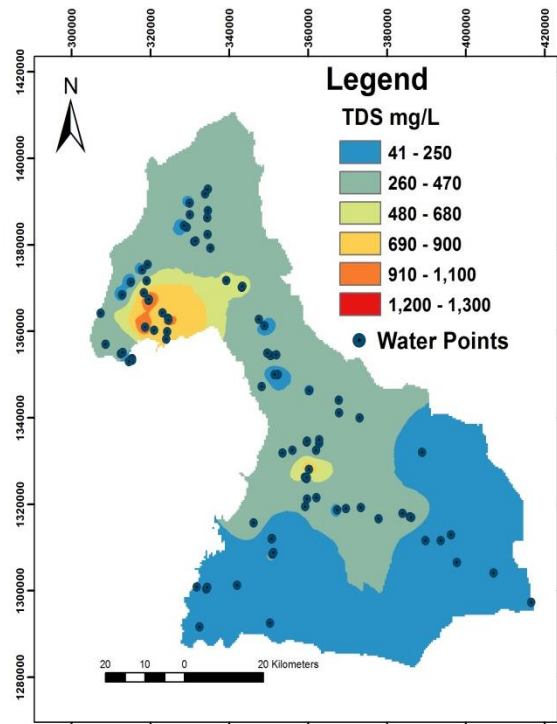 300000 320000 340000 360000 380000 400000 420000
1420000
1400000
1380000
1360000
1340000
1320000
1300000
1280000
N
Legend
TDS mg/L
41 - 250
260 - 470
480 - 680
690 - 900
910 - 1,100
1,200 - 1,300
Water Points
20 10 0 20 Kilometers